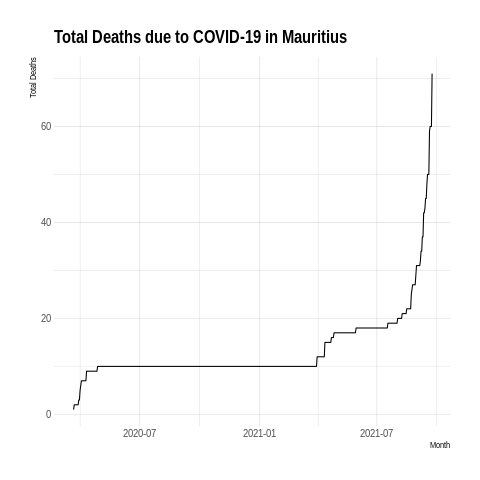 Total Deaths due to COVID-19 in Mauritius
Total Deaths
60
40
20
0
2020-07 2021-01 2021-07
Month